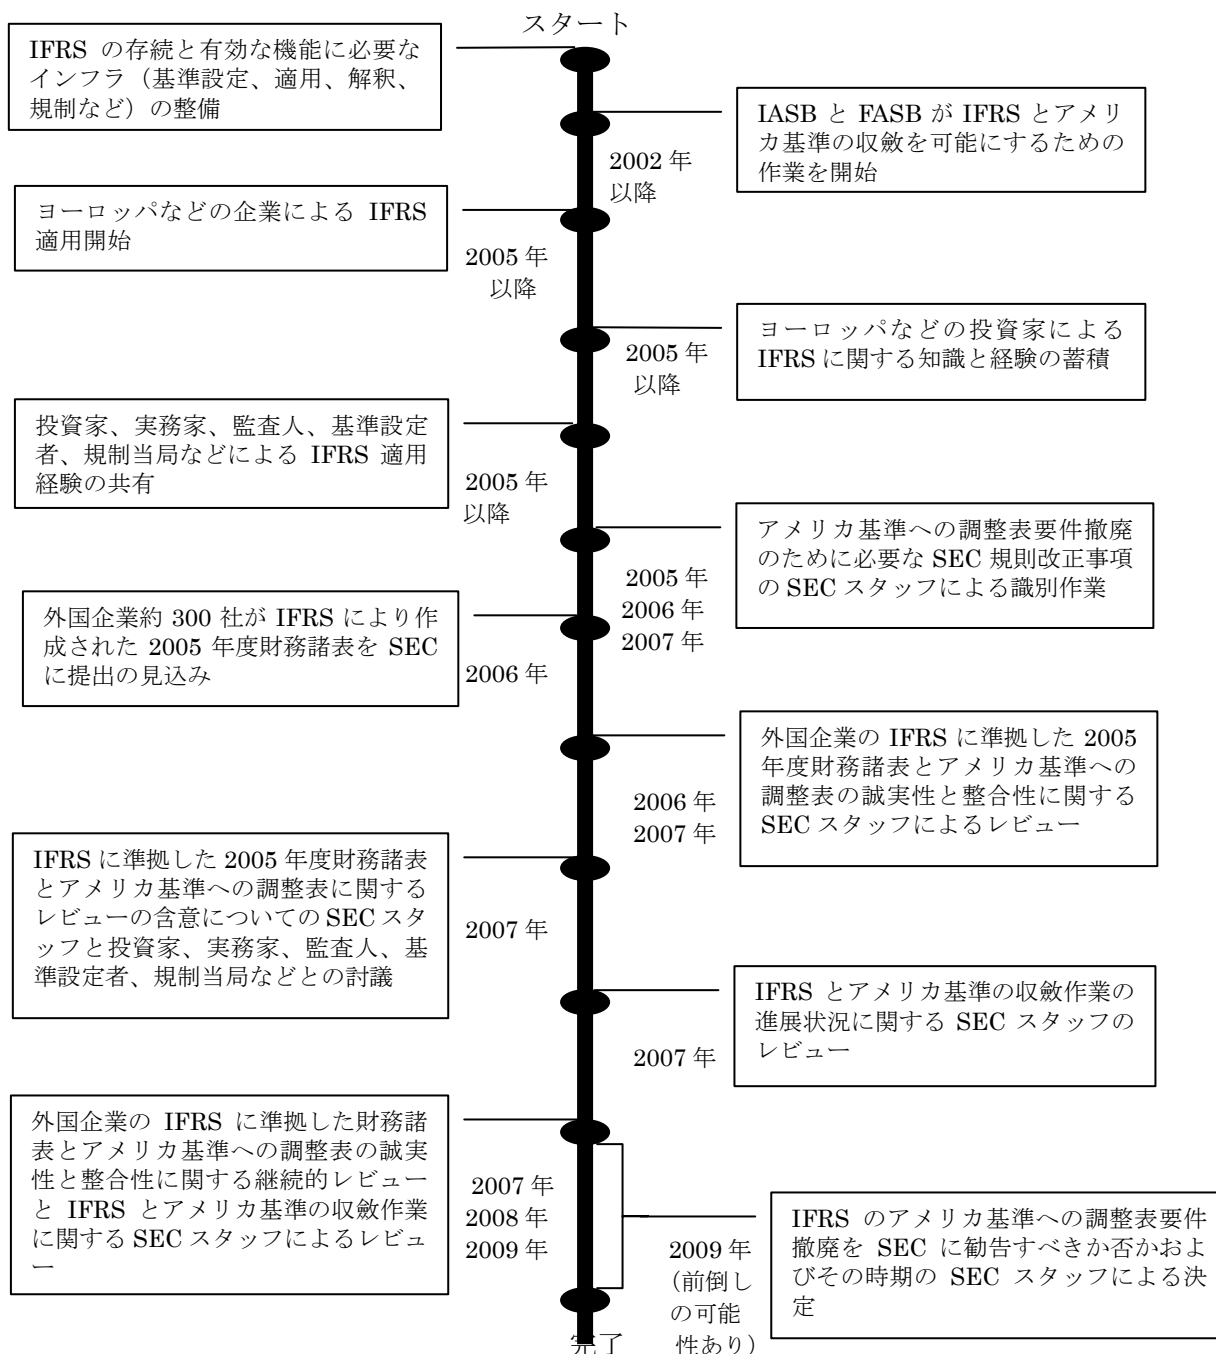 スタート
IFRS の存続と有効な機能に必要な
インフラ（基準設定、適用、解釈、
規制など）の整備
IASB と FASB が IFRS とアメリ
カ基準の収斂を可能にするための
作業を開始
2002 年
以降
ヨーロッパなどの企業による IFRS
適用開始
2005 年
以降
ヨーロッパなどの投資家による
IFRS に関する知識と経験の蓄積
2005 年
以降
投資家、実務家、監査人、基準設定
者、規制当局などによる IFRS 適用
経験の共有
2005 年
以降
アメリカ基準への調整表要件撤廃
のために必要な SEC 規則改正事項
の SEC スタッフによる識別作業
2005 年
2006 年
2007 年
外国企業約 300 社が IFRS により作
成された 2005 年度財務諸表を SEC
に提出の見込み
2006 年
外国企業の IFRS に準拠した 2005
年度財務諸表とアメリカ基準への
調整表の誠実性と整合性に関する
SEC スタッフによるレビュー
2006 年
2007 年
IFRS に準拠した 2005 年度財務諸表
とアメリカ基準への調整表に関する
レビューの含意についての SEC スタ
ッフと投資家、実務家、監査人、基
準設定者、規制当局などとの討議
2007 年
IFRS とアメリカ基準の収斂作業の
進展状況に関する SEC スタッフの
レビュー
2007 年
外国企業の IFRS に準拠した財務諸
表とアメリカ基準への調整表の誠実
性と整合性に関する継続的レビュー
と IFRS とアメリカ基準の収斂作業
に関する SEC スタッフによるレビュ
ー
2007 年
2008 年
2009 年
IFRS のアメリカ基準への調整表要件
撤廃を SEC に勧告すべきか否かおよ
びその時期の SEC スタッフによる決
定
2009 年
（前倒し
の可能
性あり）
完了